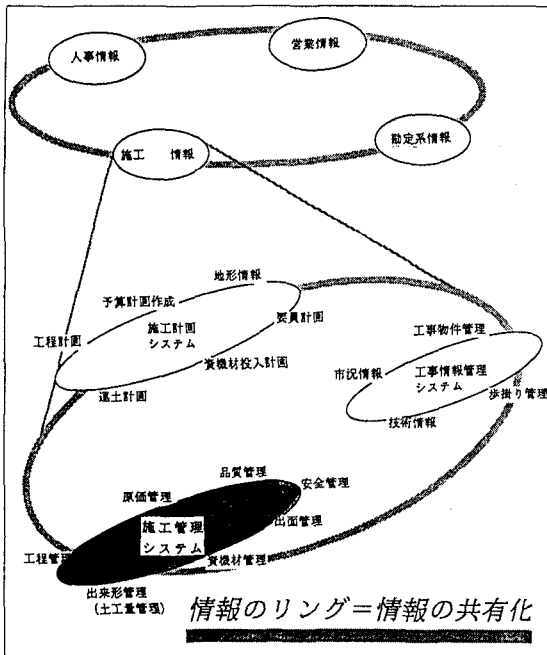 人事情報
営業情報
施工 情報
勘定系情報
地形情報
予算計画作成
工程計画
施工計画
システム
要員計画
資機材投入計画
運土計画
工事物件管理
市況情報
工事情報管理
システム
歩掛り管理
技術情報
品質管理
安全管理
原価管理
出面管理
施工管理
システム
工程管理
資機材管理
出来形管理
(土工量管理)
情報のリング=情報の共有化